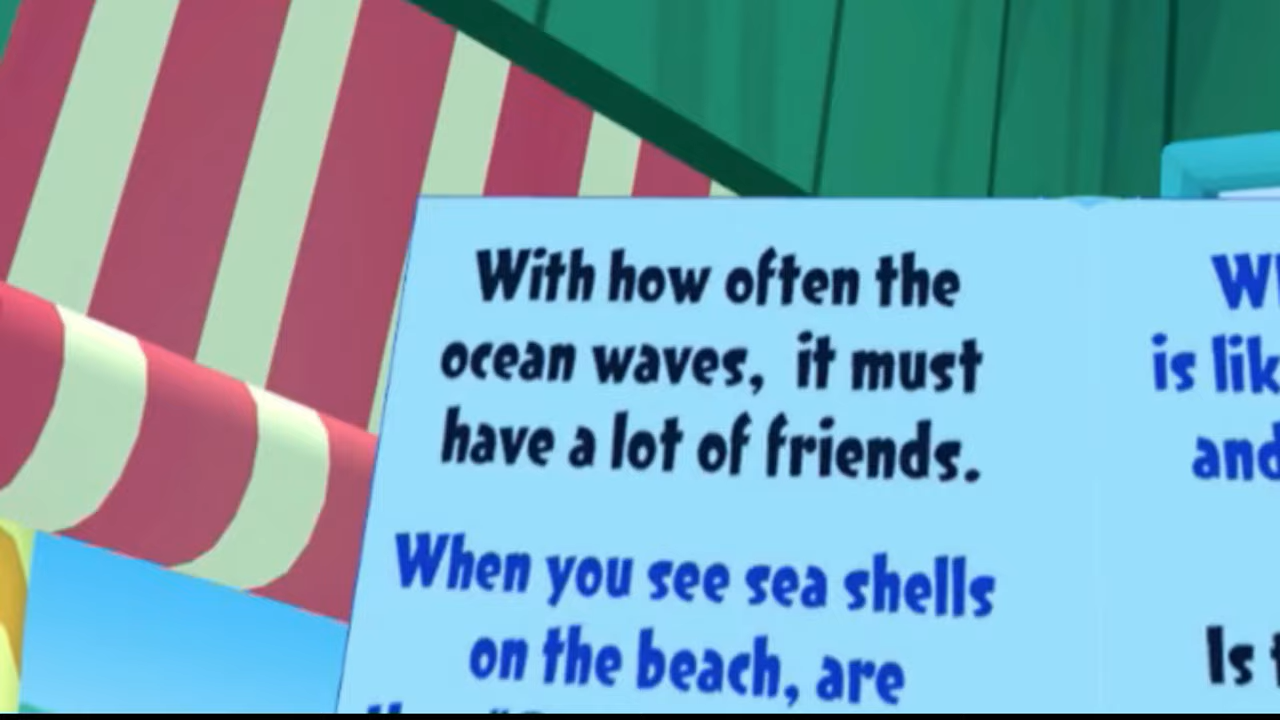 With how often the
ocean waves, it must
have a lot of friends.
When you see sea shells
on the beach, are
is
and
Is